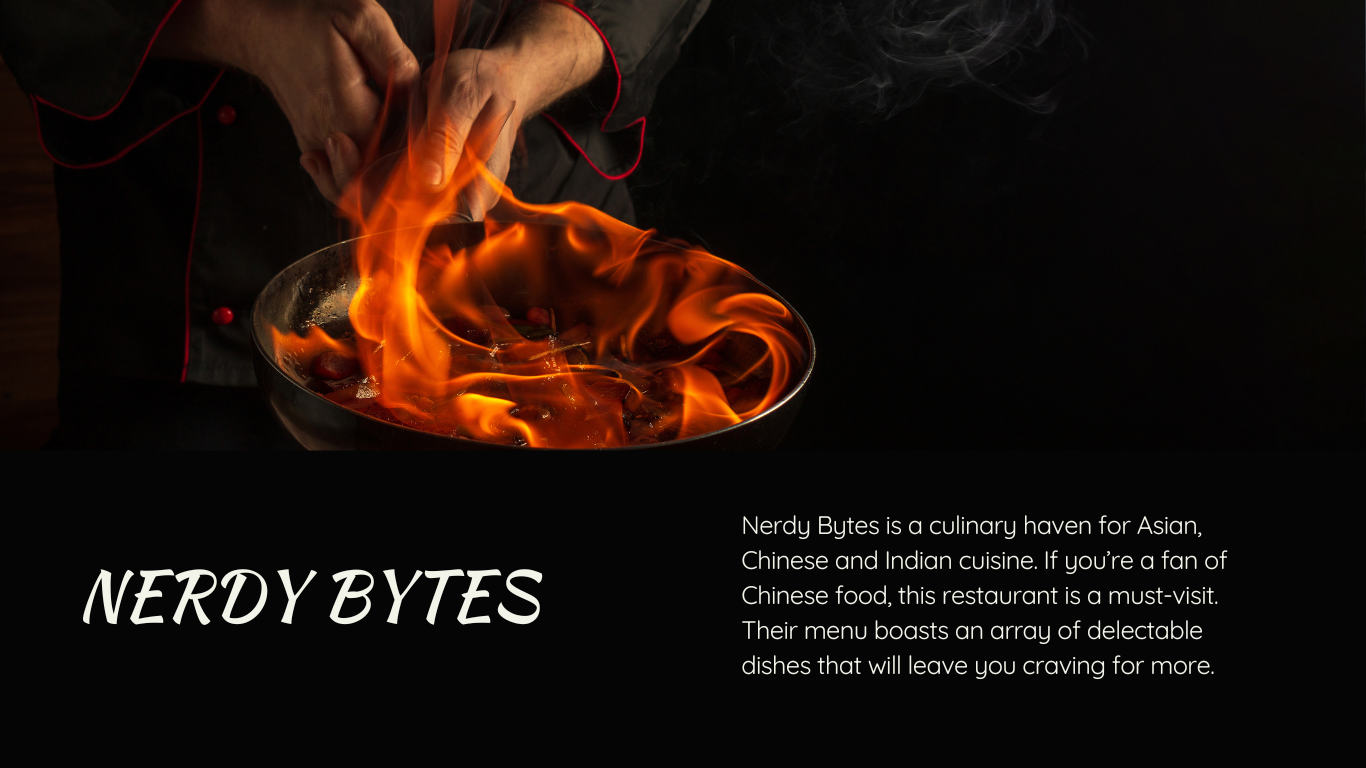 NERDY BYTES
Nerdy Bytes is a culinary haven for Asian,
Chinese and Indian cuisine. If you’re a fan of
Chinese food, this restaurant is a must-visit.
Their menu boasts an array of delectable
dishes that will leave you craving for more.